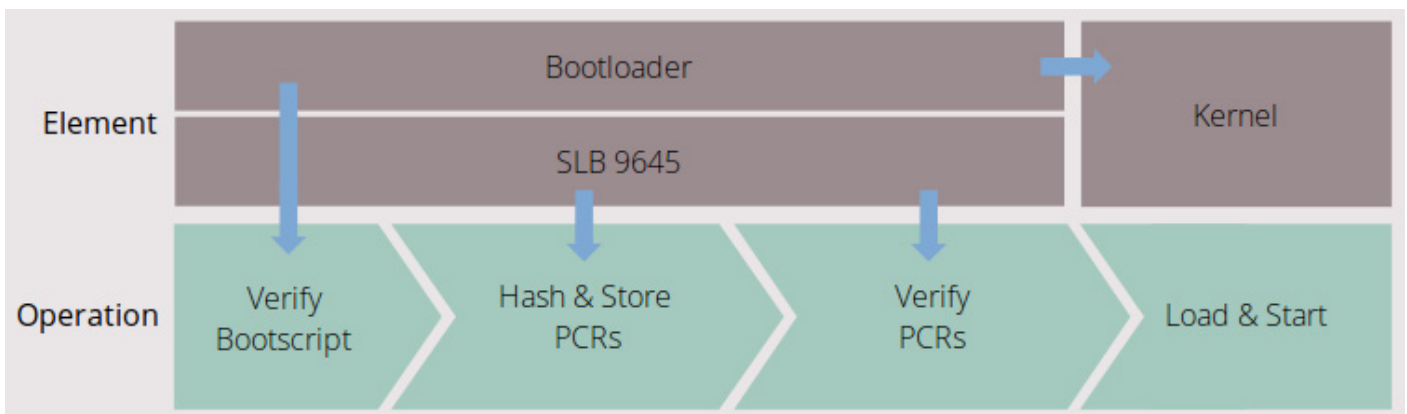 Element
Bootloader
SLB 9645
Kernel
Operation
Verify
Bootscript
Hash & Store
PCRs
Verify
PCRs
Load & Start